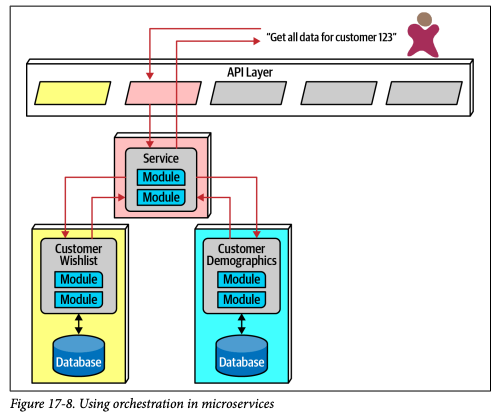 "Get all data for customer 123"
API Layer
Service
Module
Module
Customer
Wishlist
Module
Module
Database
Customer
Demographics
Module
Module
Database
Figure 17-8. Using orchestration in microservices